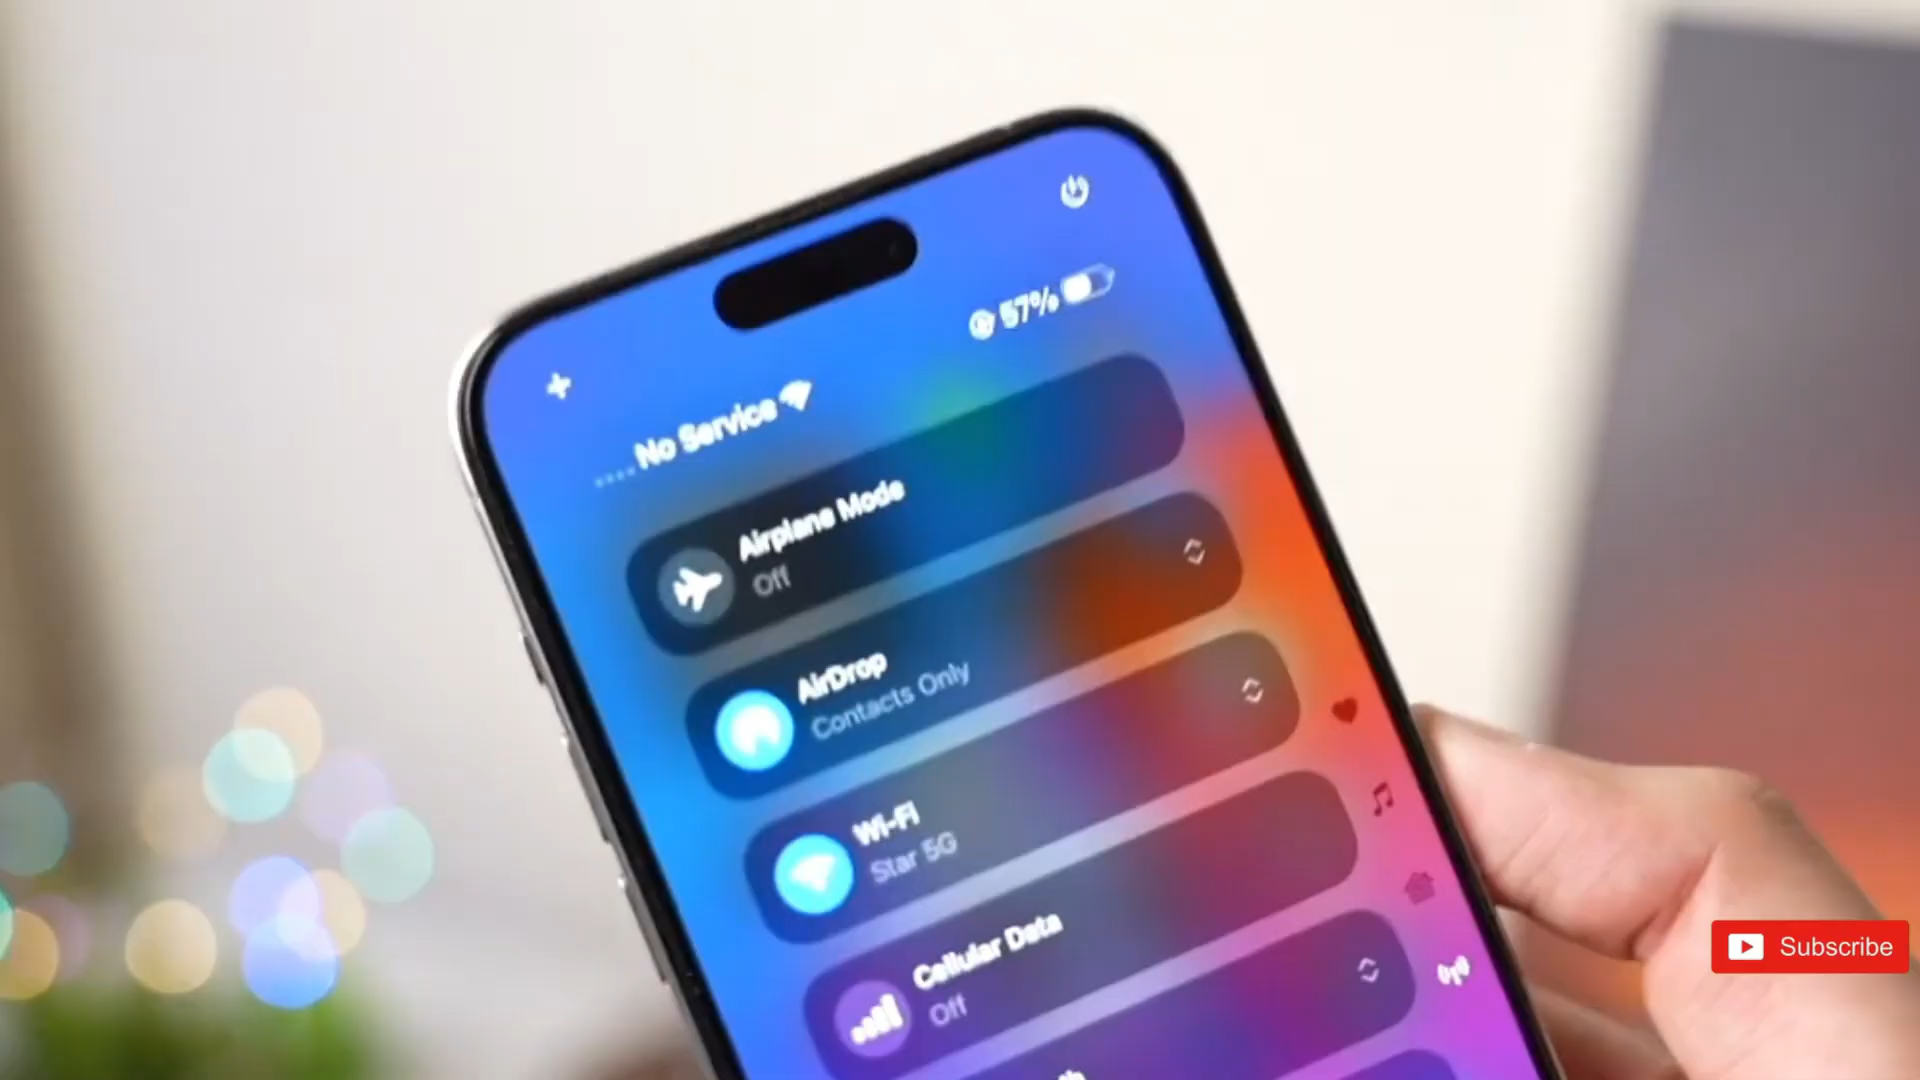 57%
No Service
Airplane Mode
Off
AirDrop
Contacts Only
Wi-Fi
Star 5G
Cellular Data
Off
Subscribe